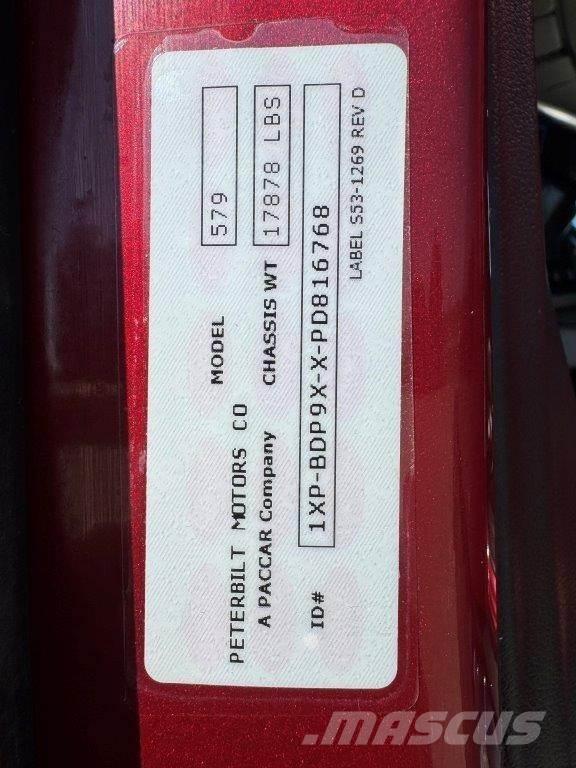 PETERBILT MOTORS CO MODEL 579
A PACCAR Company CHASSIS WT 17878 LBS
ID# 1XP-BDP9X-X-PD816768
LABEL S53-1269 REV D
MASCUS